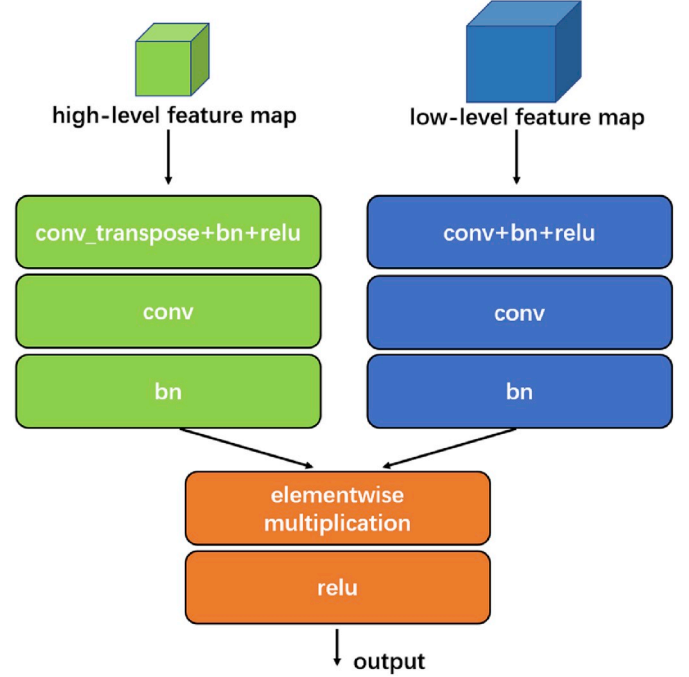 high-level feature map
low-level feature map
conv_transpose+bn+relu
conv+bn+relu
conv
conv
bn
bn
elementwise
multiplication
relu
output